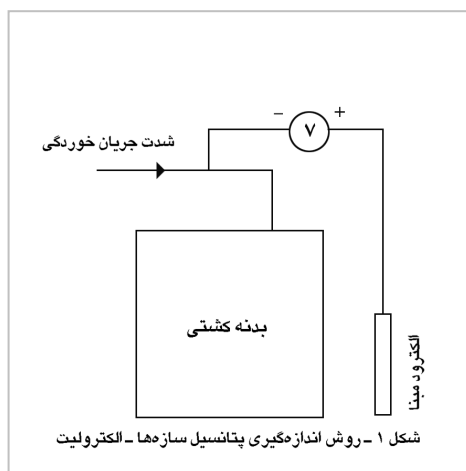 − +
V
شدت جریان خوردگی
بدنه کشتی
الکترود مبنا
شکل ۱ ـ روش اندازه‌گیری پتانسیل سازه‌ها ـ الکترولیت